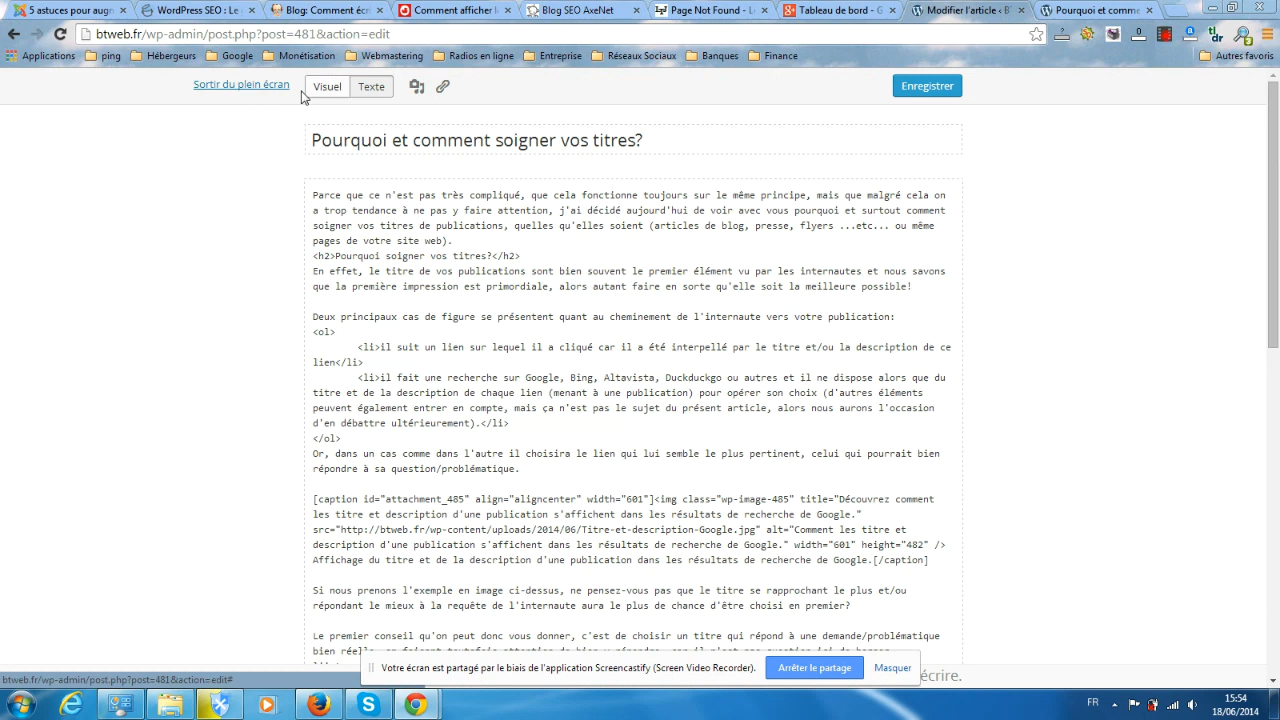 5 astuces pour augm
WordPress SEO : Le
Blog: Comment écri
Comment afficher l
Blog SEO AxeNet
Page Not Found - L
Tableau de bord - G
Modifier l'article ‹ B
Pourquoi et comme
btweb.fr/wp-admin/post.php?post=481&action=edit
Applications ping Hébergeurs Google Monétisation Webmastering Radios en ligne Entreprise Réseaux Sociaux Banques Finance Autres favoris
Sortir du plein écran Visuel Texte Enregistrer
Pourquoi et comment soigner vos titres?
Parce que ce n'est pas très compliqué, que cela fonctionne toujours sur le même principe, mais que malgré cela on
a trop tendance à ne pas y faire attention, j'ai décidé aujourd'hui de voir avec vous pourquoi et surtout comment
soigner vos titres de publications, quelles qu'elles soient (articles de blog, presse, flyers ...etc... ou même
pages de votre site web).
<h2>Pourquoi soigner vos titres?</h2>
En effet, le titre de vos publications sont bien souvent le premier élément vu par les internautes et nous savons
que la première impression est primordiale, alors autant faire en sorte qu'elle soit la meilleure possible!
Deux principaux cas de figure se présentent quant au cheminement de l'internaute vers votre publication:
<ol>
<li>il suit un lien sur lequel il a cliqué car il a été interpellé par le titre et/ou la description de ce
lien</li>
<li>il fait une recherche sur Google, Bing, Altavista, Duckduckgo ou autres et il ne dispose alors que du
titre et de la description de chaque lien (menant à une publication) pour opérer son choix (d'autres éléments
peuvent également entrer en compte, mais ça n'est pas le sujet du présent article, alors nous aurons l'occasion
d'en débattre ultérieurement).</li>
</ol>
Or, dans un cas comme dans l'autre il choisira le lien qui lui semble le plus pertinent, celui qui pourrait bien
répondre à sa question/problématique.
[caption id="attachment_485" align="aligncenter" width="601"]<img class="wp-image-485" title="Découvrez comment
les titre et description d'une publication s'affichent dans les résultats de recherche de Google."
src="http://btweb.fr/wp-content/uploads/2014/06/Titre-et-description-Google.jpg" alt="Comment les titre et
description d'une publication s'affichent dans les résultats de recherche de Google." width="601" height="482" />
Affichage du titre et de la description d'une publication dans les résultats de recherche de Google.[/caption]
Si nous prenons l'exemple en image ci-dessus, ne pensez-vous pas que le titre se rapprochant le plus et/ou
répondant le mieux à la requête de l'internaute aura le plus de chance d'être choisi en premier?
Le premier conseil qu'on peut donc vous donner, c'est de choisir un titre qui répond à une demande/problématique
Votre écran est partagé par le biais de l'application Screencastify (Screen Video Recorder). Arrêter le partage Masquer
écrire.
btweb.fr/wp-admin/post.php?post=481&action=edit#
FR
15:54
18/06/2014